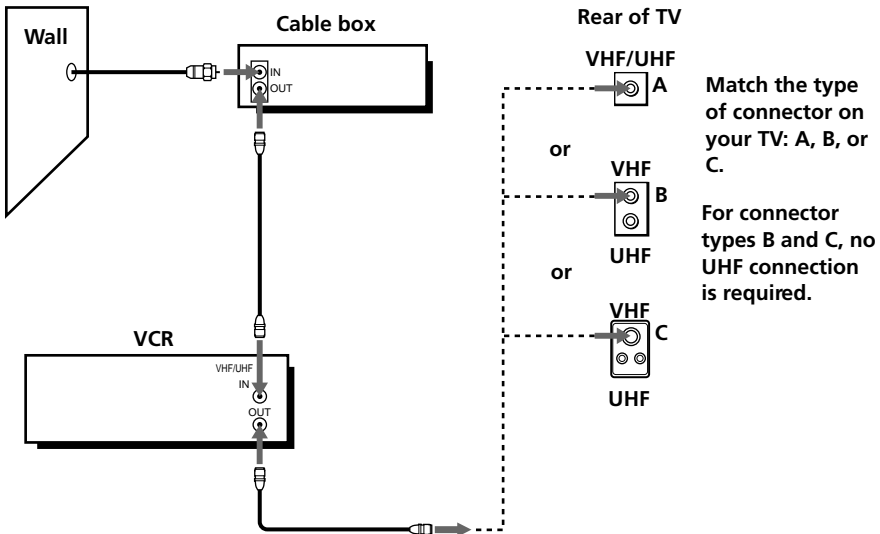 Wall
Cable box
IN
OUT
VCR
VHF/UHF
IN
OUT
Rear of TV
VHF/UHF
A
or
VHF
B
UHF
or
VHF
C
UHF
Match the type
of connector on
your TV: A, B, or
C.
For connector
types B and C, no
UHF connection
is required.